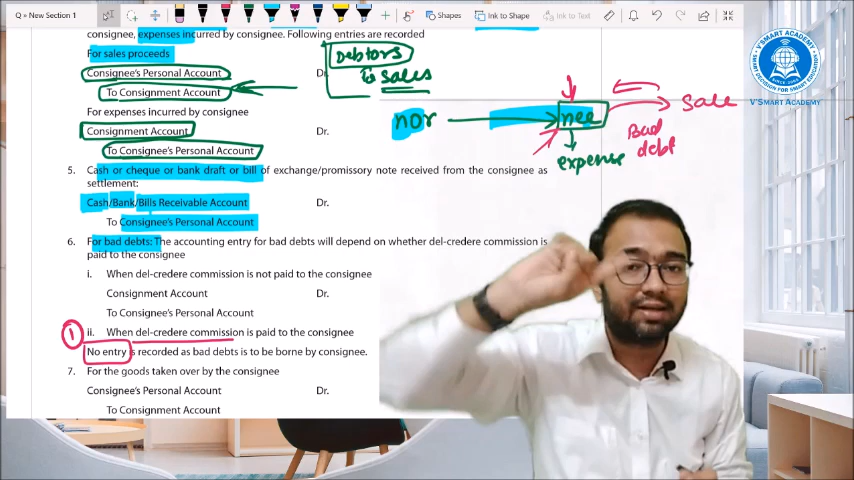 Q » New Section 1
Shapes
Ink to Shape
Ink to Text
consignee, expenses incurred by consignee. Following entries are recorded
For sales proceeds
Consignee's Personal Account Dr.
To Consignment Account
For expenses incurred by consignee
Consignment Account Dr.
To Consignee's Personal Account
5. Cash or cheque or bank draft or bill of exchange/promissory note received from the consignee as
settlement:
Cash/Bank/Bills Receivable Account Dr.
To Consignee's Personal Account
6. For bad debts: The accounting entry for bad debts will depend on whether del-credere commission is
paid to the consignee
i. When del-credere commission is not paid to the consignee
Consignment Account Dr.
To Consignee's Personal Account
1
ii. When del-credere commission is paid to the consignee
No entry is recorded as bad debts is to be borne by consignee.
7. For the goods taken over by the consignee
Consignee's Personal Account Dr.
To Consignment Account
Debtors
To Sales
nor
nee
Sale
Bad
debt
expense
V'SMART ACADEMY
SMART DECISION FOR SMART EDUCATION
SINCE 2009
V'SMART ACADEMY